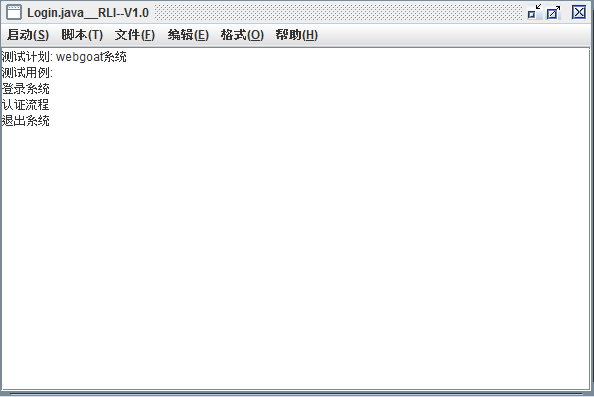 Login.java__RLI--V1.0
启动(S) 脚本(T) 文件(F) 编辑(E) 格式(O) 帮助(H)
测试计划: webgoat系统
测试用例:
登录系统
认证流程
退出系统